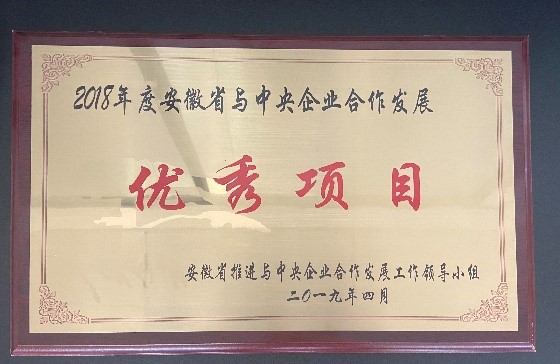 2018年度安徽省与中央企业合作发展
优秀项目
安徽省推进与中央企业合作发展工作领导小组
二〇一九年四月